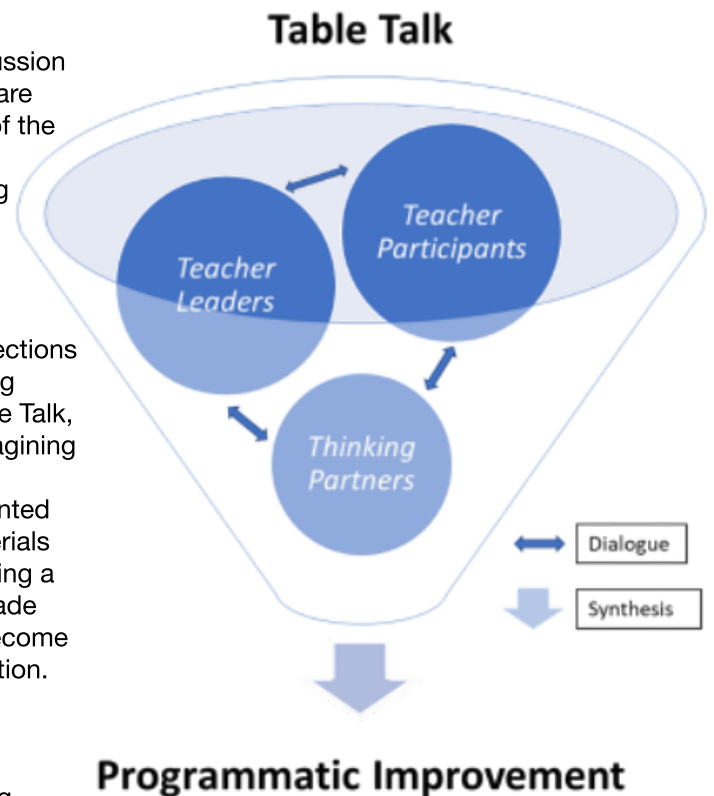 Table Talk
ussion
are
of the
g
ections
g
e Talk,
agining
nted
erials
ing a
ade
ecome
tion.
Teacher
Participants
Teacher
Leaders
Thinking
Partners
Dialogue
Synthesis
Programmatic Improvement